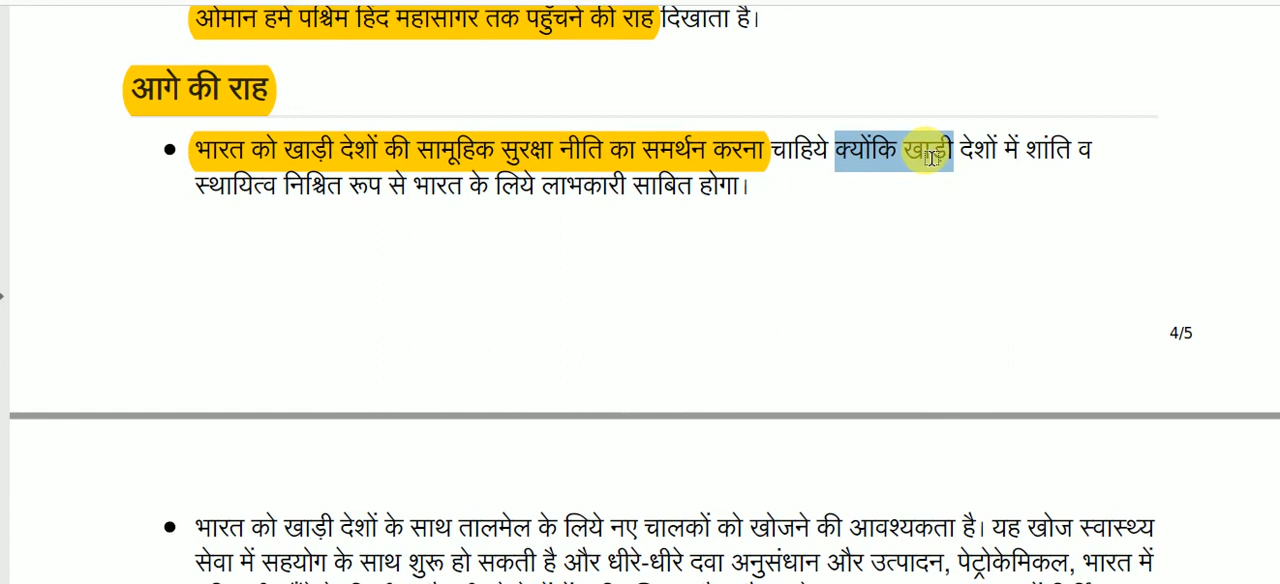 ओमान हमें पश्चिम हिंद महासागर तक पहुँचने की राह दिखाता है।
आगे की राह
● भारत को खाड़ी देशों की सामूहिक सुरक्षा नीति का समर्थन करना चाहिये क्योंकि खाड़ी देशों में शांति व
स्थायित्व निश्चित रूप से भारत के लिये लाभकारी साबित होगा।
4/5
● भारत को खाड़ी देशों के साथ तालमेल के लिये नए चालकों को खोजने की आवश्यकता है। यह खोज स्वास्थ्य
सेवा में सहयोग के साथ शुरू हो सकती है और धीरे-धीरे दवा अनुसंधान और उत्पादन, पेट्रोकेमिकल, भारत में